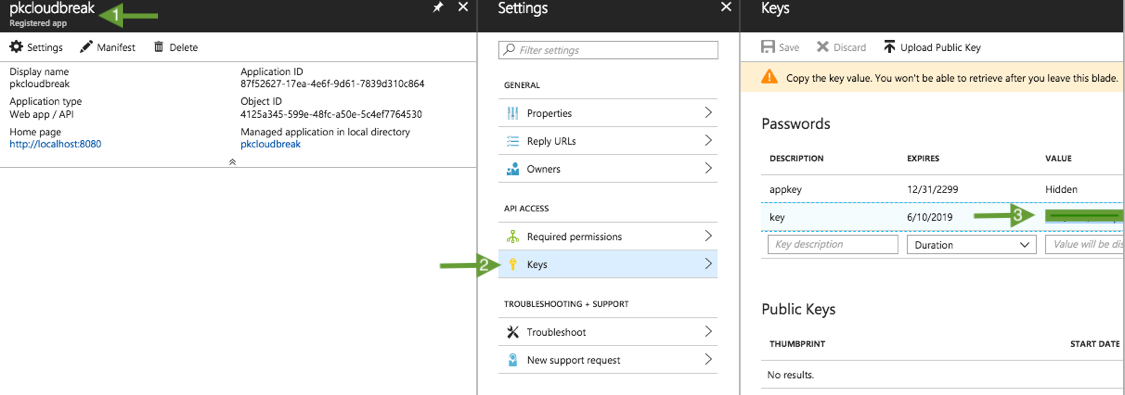 pkcloudbreak
1
Registered app
Settings
Manifest
Delete
Display name
pkcloudbreak
Application ID
87f52627-17ea-4e6f-9d61-7839d310c864
Application type
Web app / API
Object ID
4125a345-599e-48fc-a50e-5c4ef7764530
Home page
http://localhost:8080
Managed application in local directory
pkcloudbreak
Settings
Filter settings
GENERAL
Properties
Reply URLs
Owners
API ACCESS
Required permissions
2
Keys
TROUBLESHOOTING + SUPPORT
Troubleshoot
New support request
Keys
Save
Discard
Upload Public Key
Copy the key value. You won't be able to retrieve after you leave this blade.
Passwords
DESCRIPTION EXPIRES VALUE
appkey 12/31/2299 Hidden
key 6/10/2019 3
Key description Duration Value will be
Public Keys
THUMBPRINT START DATE
No results.